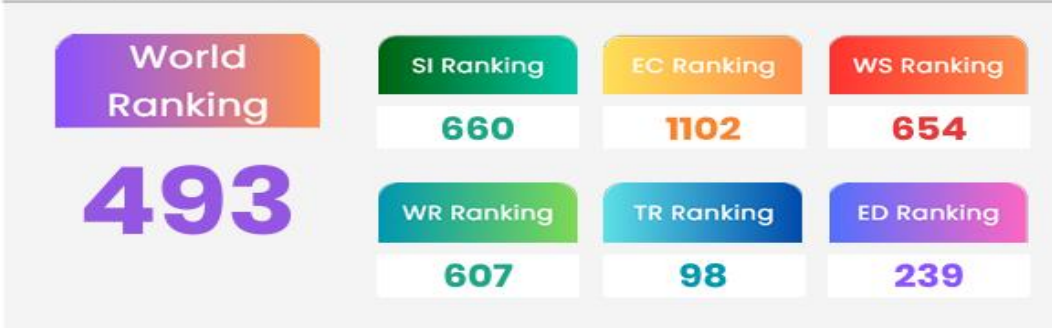 World
Ranking
493
SI Ranking
EC Ranking
WS Ranking
660
1102
654
WR Ranking
TR Ranking
ED Ranking
607
98
239